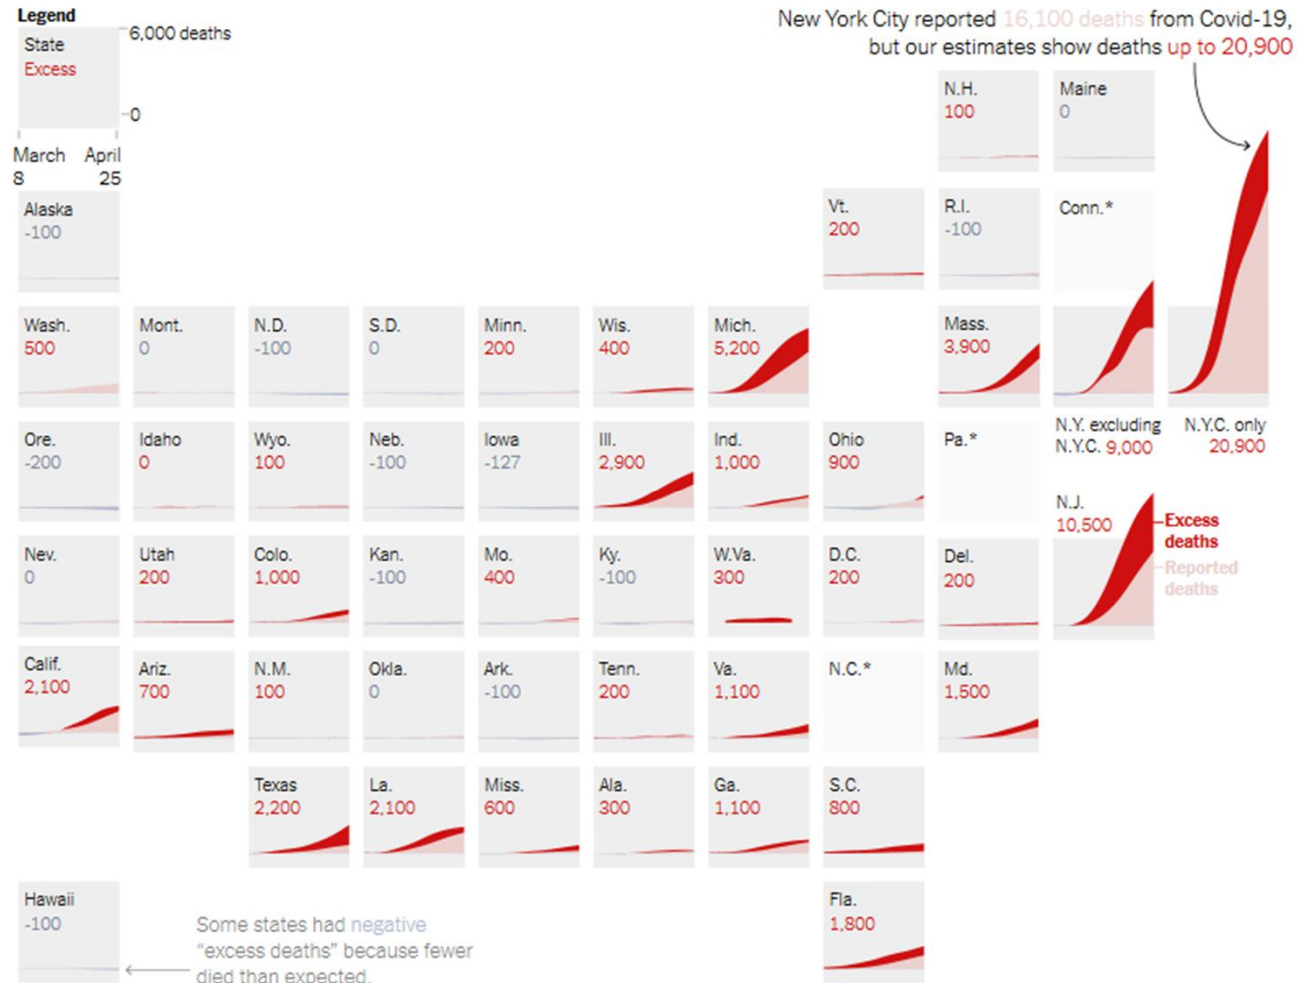 Legend
State
Excess
6,000 deaths
0
March April
8 25
New York City reported 16,100 deaths from Covid-19,
but our estimates show deaths up to 20,900
N.H.
100
Maine
0
Alaska
-100
Vt.
200
R.I.
-100
Conn.*
Wash.
500
Mont.
0
N.D.
-100
S.D.
0
Minn.
200
Wis.
400
Mich.
5,200
Mass.
3,900
N.Y. excluding
N.Y.C. 9,000
N.Y.C. only
20,900
Ore.
-200
Idaho
0
Wyo.
100
Neb.
-100
Iowa
-127
Ill.
2,900
Ind.
1,000
Ohio
900
Pa.*
N.J.
10,500
Excess
deaths
Reported
deaths
Nev.
0
Utah
200
Colo.
1,000
Kan.
-100
Mo.
400
Ky.
-100
W.Va.
300
D.C.
200
Del.
200
Calif.
2,100
Ariz.
700
N.M.
100
Okla.
0
Ark.
-100
Tenn.
200
Va.
1,100
N.C.*
Md.
1,500
Texas
2,200
La.
2,100
Miss.
600
Ala.
300
Ga.
1,100
S.C.
800
Hawaii
-100
Some states had negative
“excess deaths” because fewer
died than expected.
Fla.
1,800